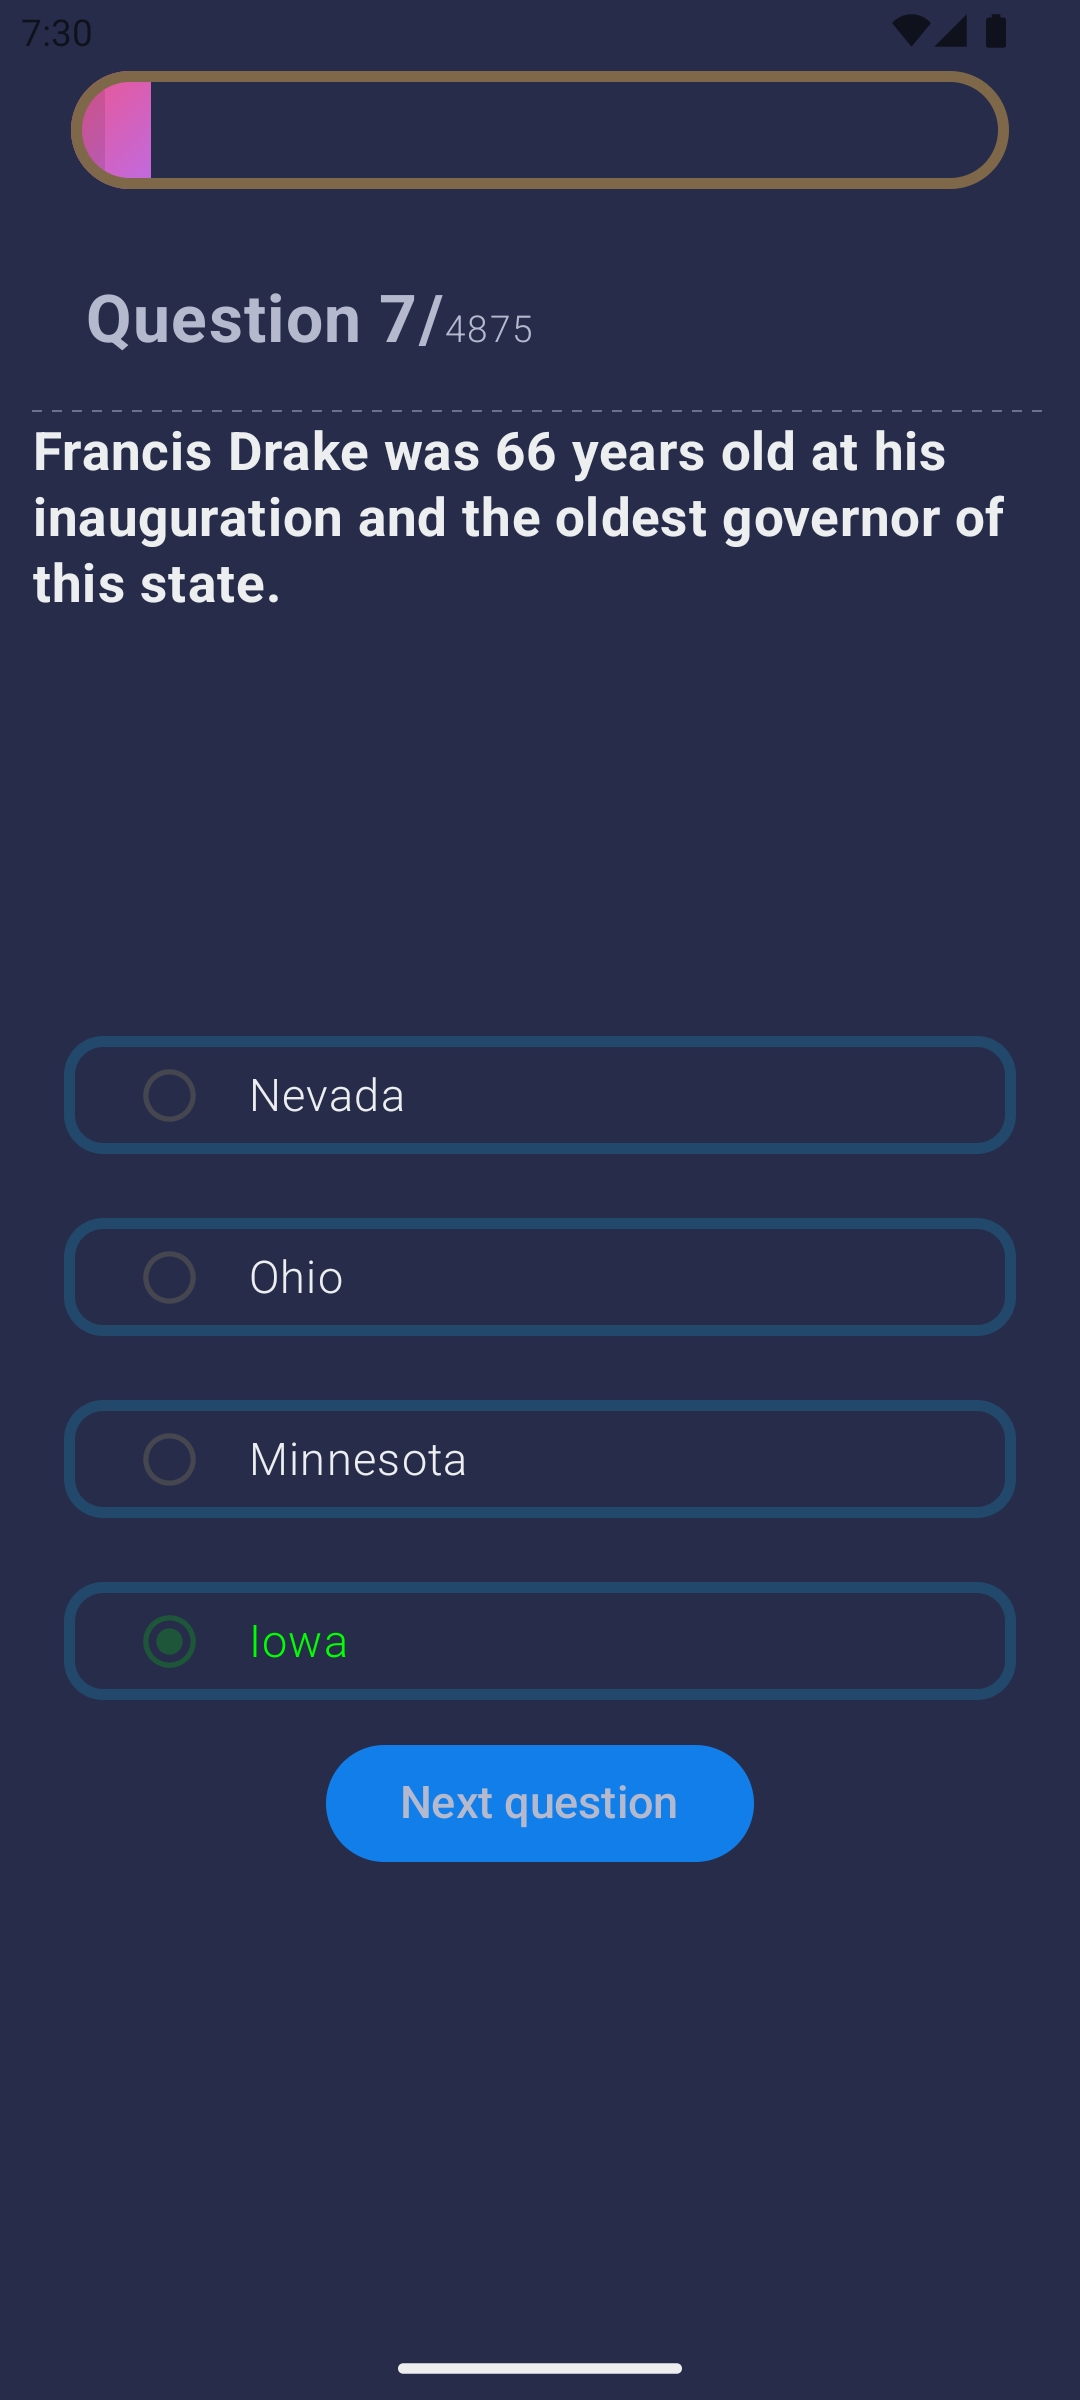 7:30
Question 7/4875
Francis Drake was 66 years old at his
inauguration and the oldest governor of
this state.
Nevada
Ohio
Minnesota
Iowa
Next question